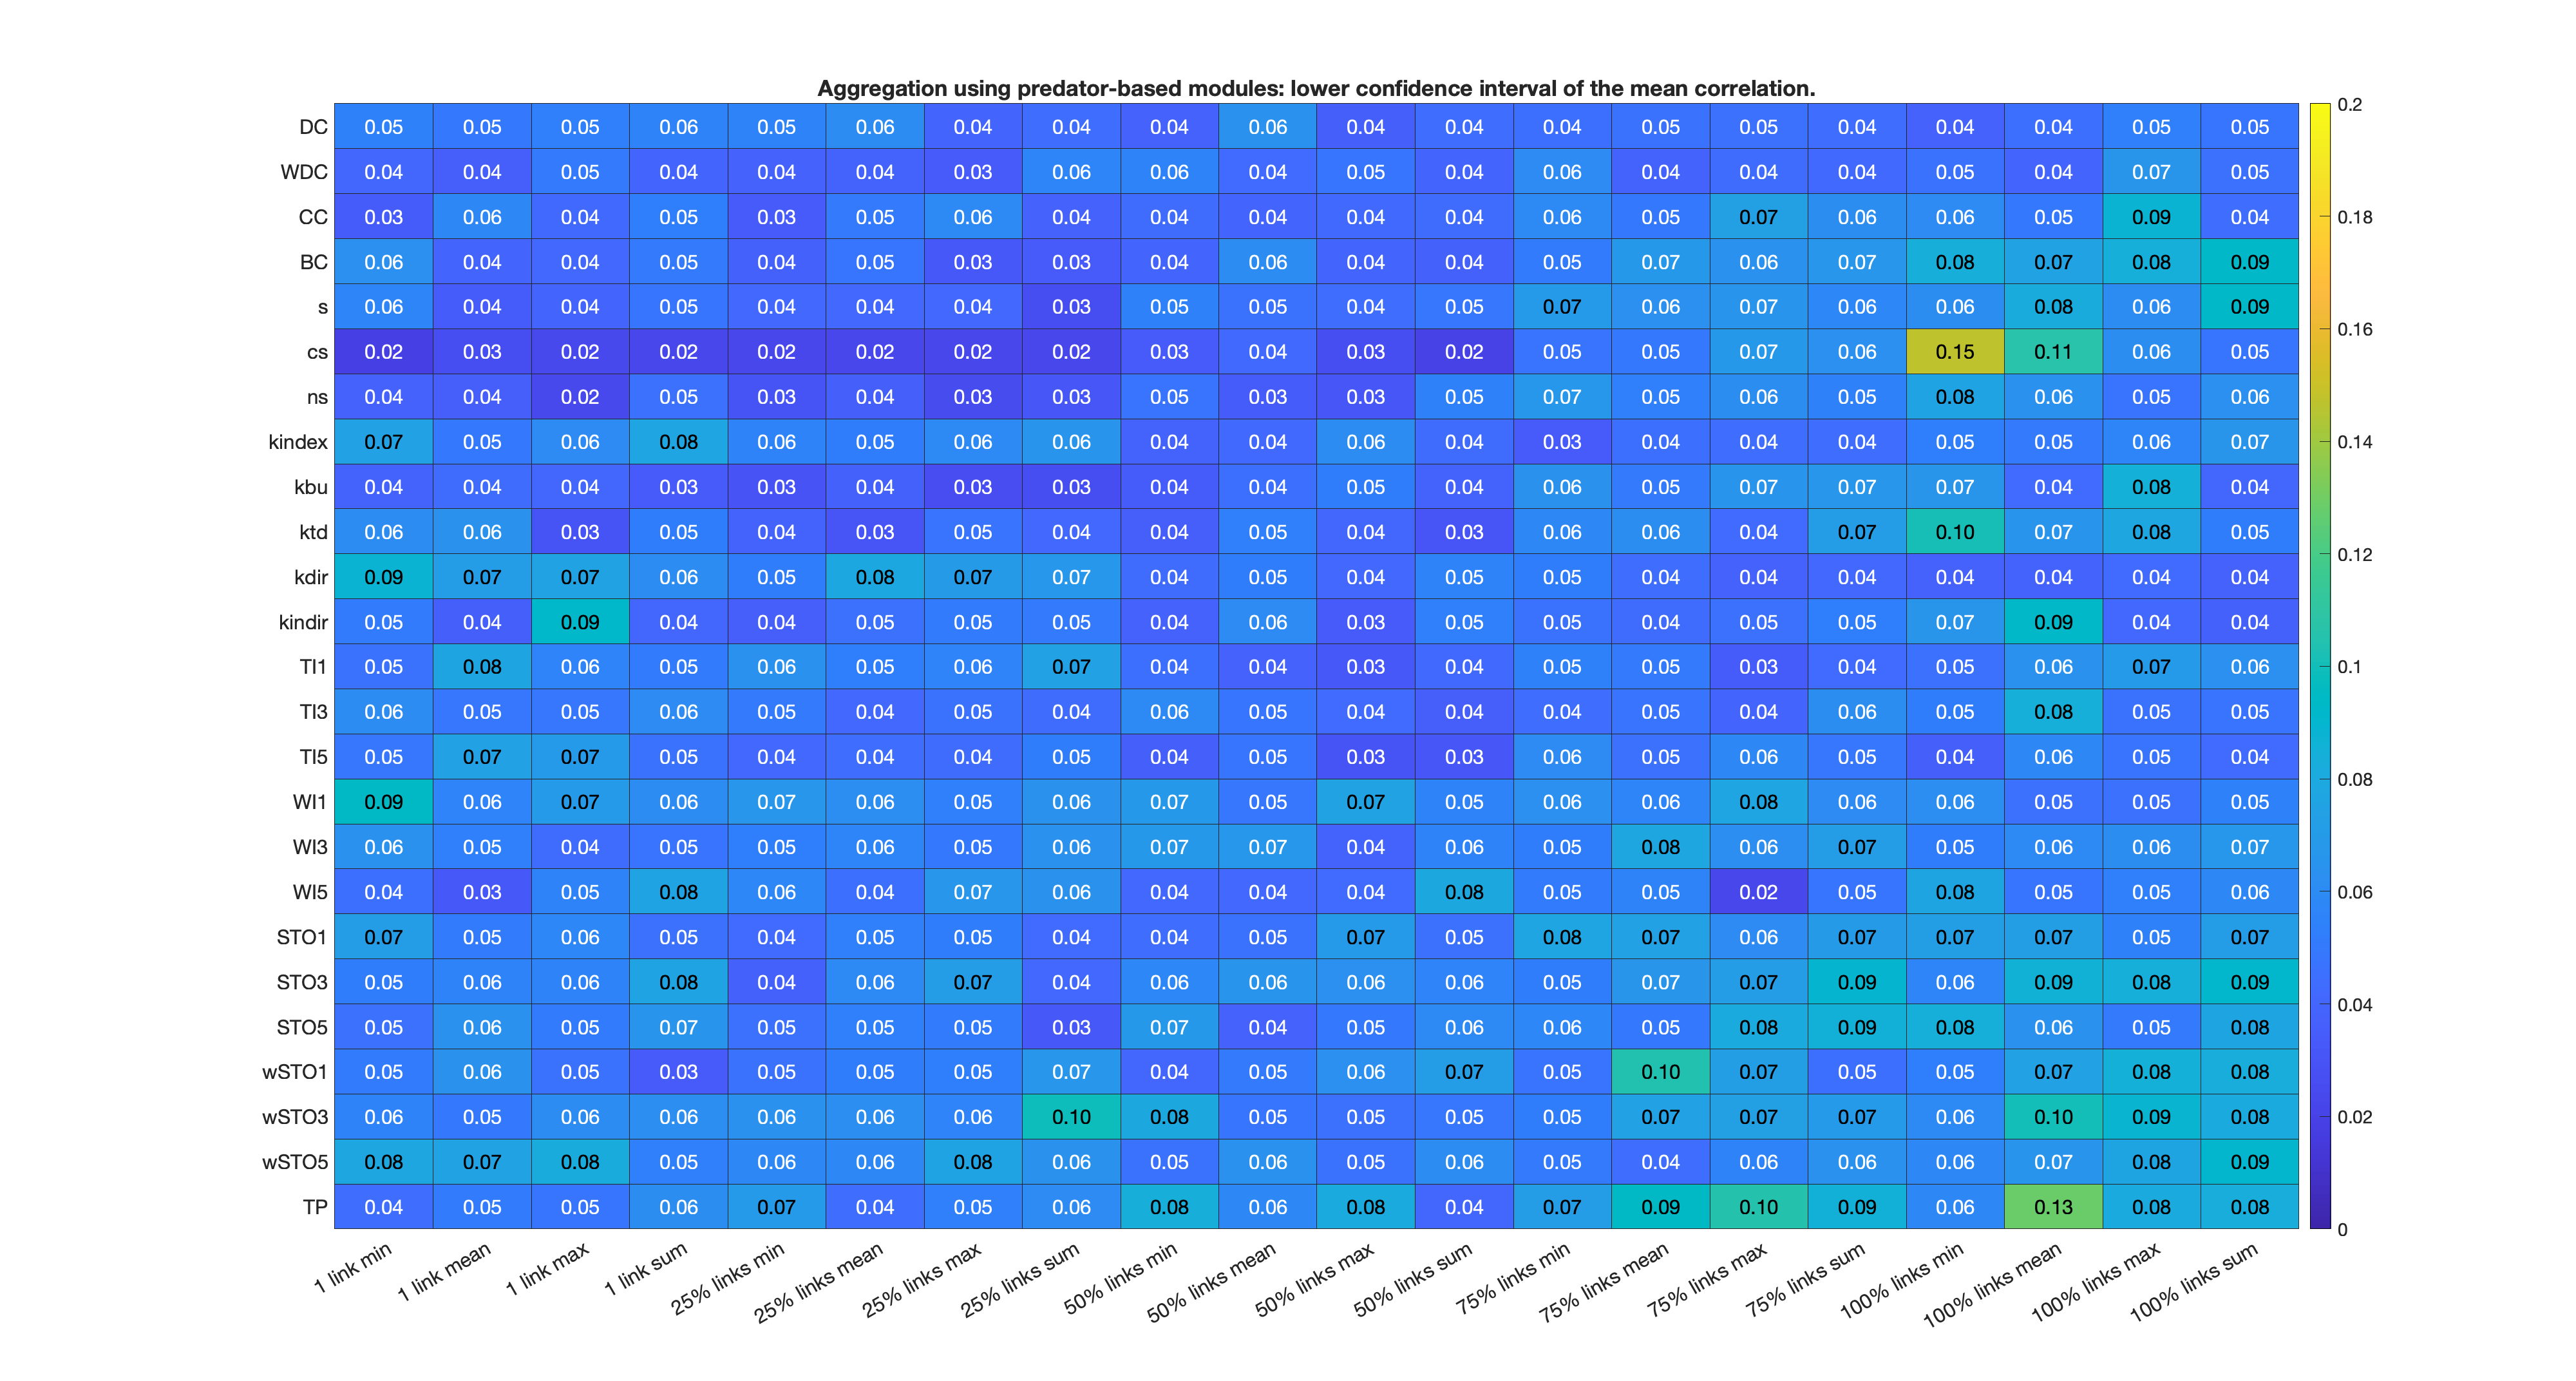 Aggregation using predator-based modules: lower confidence interval of the mean correlation.
DC 0.05 0.05 0.05 0.06 0.05 0.06 0.04 0.04 0.04 0.06 0.04 0.04 0.04 0.05 0.05 0.04 0.04 0.04 0.05 0.05
WDC 0.04 0.04 0.05 0.04 0.04 0.04 0.03 0.06 0.06 0.04 0.05 0.04 0.06 0.04 0.04 0.04 0.05 0.04 0.07 0.05
CC 0.03 0.06 0.04 0.05 0.03 0.05 0.06 0.04 0.04 0.04 0.04 0.04 0.06 0.05 0.07 0.06 0.06 0.05 0.09 0.04
BC 0.06 0.04 0.04 0.05 0.04 0.05 0.03 0.03 0.04 0.06 0.04 0.04 0.05 0.07 0.06 0.07 0.08 0.07 0.08 0.09
s 0.06 0.04 0.04 0.05 0.04 0.04 0.04 0.03 0.05 0.05 0.04 0.05 0.07 0.06 0.07 0.06 0.06 0.08 0.06 0.09
cs 0.02 0.03 0.02 0.02 0.02 0.02 0.02 0.02 0.03 0.04 0.03 0.02 0.05 0.05 0.07 0.06 0.15 0.11 0.06 0.05
ns 0.04 0.04 0.02 0.05 0.03 0.04 0.03 0.03 0.05 0.03 0.03 0.05 0.07 0.05 0.06 0.05 0.08 0.06 0.05 0.06
kindex 0.07 0.05 0.06 0.08 0.06 0.05 0.06 0.06 0.04 0.04 0.06 0.04 0.03 0.04 0.04 0.04 0.05 0.05 0.06 0.07
kbu 0.04 0.04 0.04 0.03 0.03 0.04 0.03 0.03 0.04 0.04 0.05 0.04 0.06 0.05 0.07 0.07 0.07 0.04 0.08 0.04
ktd 0.06 0.06 0.03 0.05 0.04 0.03 0.05 0.04 0.04 0.05 0.04 0.03 0.06 0.06 0.04 0.07 0.10 0.07 0.08 0.05
kdir 0.09 0.07 0.07 0.06 0.05 0.08 0.07 0.07 0.04 0.05 0.04 0.05 0.05 0.04 0.04 0.04 0.04 0.04 0.04 0.04
kindir 0.05 0.04 0.09 0.04 0.04 0.05 0.05 0.05 0.04 0.06 0.03 0.05 0.05 0.04 0.05 0.05 0.07 0.09 0.04 0.04
TI1 0.05 0.08 0.06 0.05 0.06 0.05 0.06 0.07 0.04 0.04 0.03 0.04 0.05 0.05 0.03 0.04 0.05 0.06 0.07 0.06
TI3 0.06 0.05 0.05 0.06 0.05 0.04 0.05 0.04 0.06 0.05 0.04 0.04 0.04 0.05 0.04 0.06 0.05 0.08 0.05 0.05
TI5 0.05 0.07 0.07 0.05 0.04 0.04 0.04 0.05 0.04 0.05 0.03 0.03 0.06 0.05 0.06 0.05 0.04 0.06 0.05 0.04
WI1 0.09 0.06 0.07 0.06 0.07 0.06 0.05 0.06 0.07 0.05 0.07 0.05 0.06 0.06 0.08 0.06 0.06 0.05 0.05 0.05
WI3 0.06 0.05 0.04 0.05 0.05 0.06 0.05 0.06 0.07 0.07 0.04 0.06 0.05 0.08 0.06 0.07 0.05 0.06 0.06 0.07
WI5 0.04 0.03 0.05 0.08 0.06 0.04 0.07 0.06 0.04 0.04 0.04 0.08 0.05 0.05 0.02 0.05 0.08 0.05 0.05 0.06
STO1 0.07 0.05 0.06 0.05 0.04 0.05 0.05 0.04 0.04 0.05 0.07 0.05 0.08 0.07 0.06 0.07 0.07 0.07 0.05 0.07
STO3 0.05 0.06 0.06 0.08 0.04 0.06 0.07 0.04 0.06 0.06 0.06 0.06 0.05 0.07 0.07 0.09 0.06 0.09 0.08 0.09
STO5 0.05 0.06 0.05 0.07 0.05 0.05 0.05 0.03 0.07 0.04 0.05 0.06 0.06 0.05 0.08 0.09 0.08 0.06 0.05 0.08
wSTO1 0.05 0.06 0.05 0.03 0.05 0.05 0.05 0.07 0.04 0.05 0.06 0.07 0.05 0.10 0.07 0.05 0.05 0.07 0.08 0.08
wSTO3 0.06 0.05 0.06 0.06 0.06 0.06 0.06 0.10 0.08 0.05 0.05 0.05 0.05 0.07 0.07 0.07 0.06 0.10 0.09 0.08
wSTO5 0.08 0.07 0.08 0.05 0.06 0.06 0.08 0.06 0.05 0.06 0.05 0.06 0.05 0.04 0.06 0.06 0.06 0.07 0.08 0.09
TP 0.04 0.05 0.05 0.06 0.07 0.04 0.05 0.06 0.08 0.06 0.08 0.04 0.07 0.09 0.10 0.09 0.06 0.13 0.08 0.08
1 link min
1 link mean
1 link max
1 link sum
25% links min
25% links mean
25% links max
25% links sum
50% links min
50% links mean
50% links max
50% links sum
75% links min
75% links mean
75% links max
75% links sum
100% links min
100% links mean
100% links max
100% links sum
0.2
0.18
0.16
0.14
0.12
0.1
0.08
0.06
0.04
0.02
0